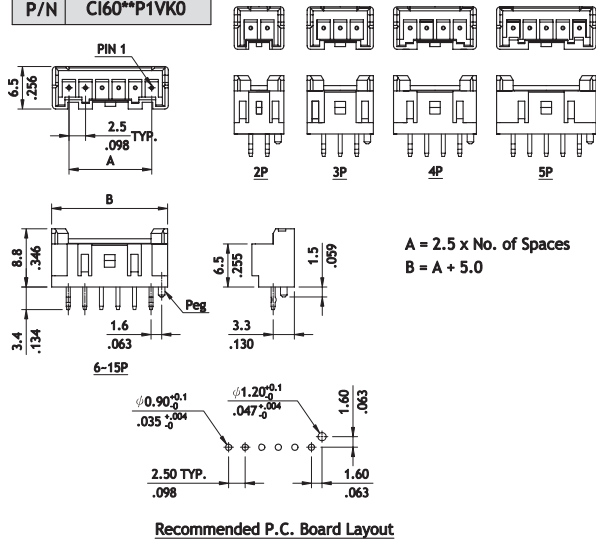 P/N CI60**P1VK0
PIN 1
6.5
.256
2.5
.098
TYP.
A
2P
3P
4P
5P
B
8.8
.346
3.4
.134
Peg
1.6
.063
6~15P
6.5
.255
1.5
.059
3.3
.130
A = 2.5 x No. of Spaces
B = A + 5.0
ϕ0.90+0.1 -0
.035+.004 -0
ϕ1.20+0.1 -0
.047+.004 -0
1.60
.063
2.50 TYP.
.098
1.60
.063
Recommended P.C. Board Layout